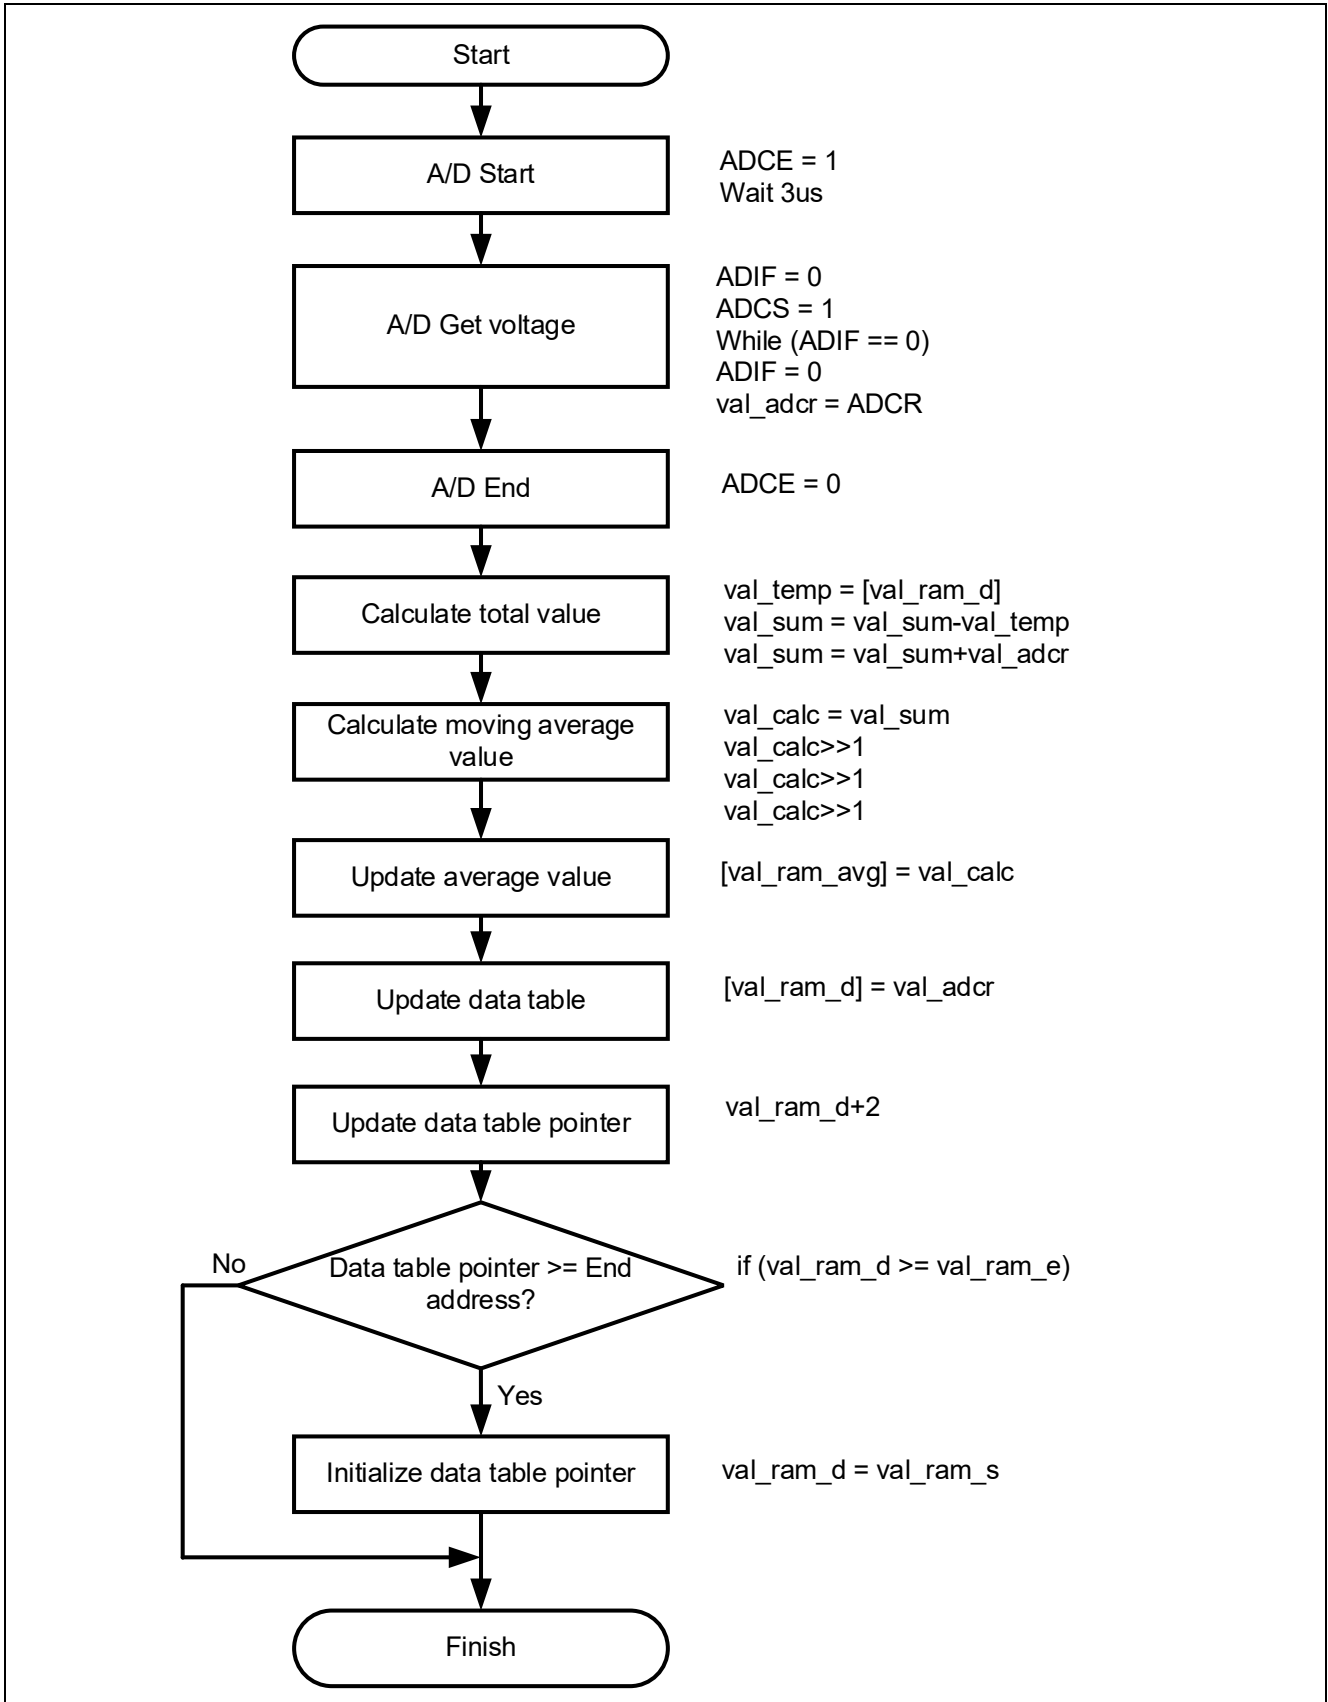 Start
A/D Start
ADCE = 1
Wait 3us
A/D Get voltage
ADIF = 0
ADCS = 1
While (ADIF == 0)
ADIF = 0
val_adcr = ADCR
A/D End
ADCE = 0
Calculate total value
val_temp = [val_ram_d]
val_sum = val_sum-val_temp
val_sum = val_sum+val_adcr
Calculate moving average
value
val_calc = val_sum
val_calc>>1
val_calc>>1
val_calc>>1
Update average value
[val_ram_avg] = val_calc
Update data table
[val_ram_d] = val_adcr
Update data table pointer
val_ram_d+2
No
Data table pointer >= End
address?
if (val_ram_d >= val_ram_e)
Yes
Initialize data table pointer
val_ram_d = val_ram_s
Finish